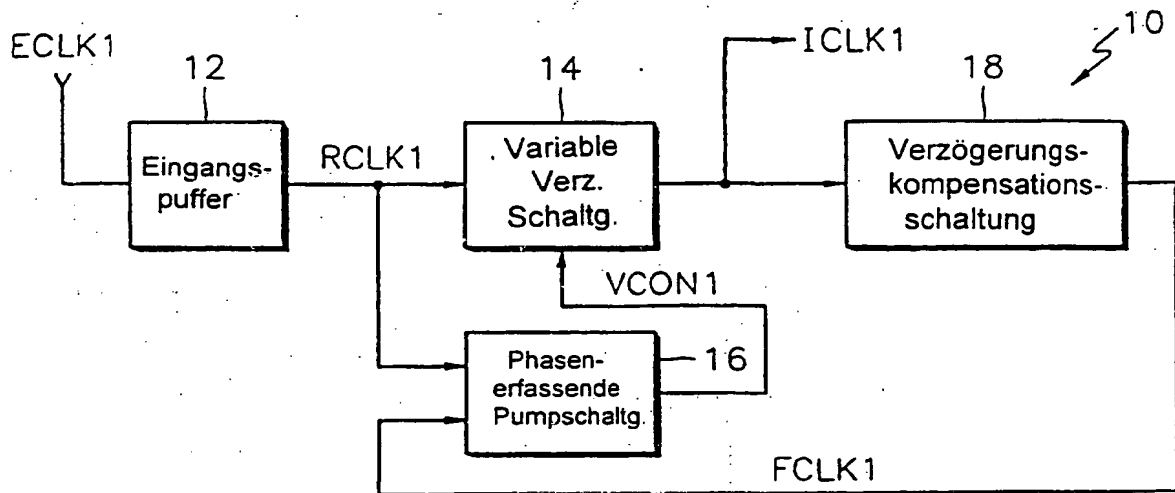 ECLK1
12
Eingangs-
puffer
RCLK1
14
Variable
Verz.
Schaltg.
ICLK1
10
18
Verzögerungs-
kompensations-
schaltung
VCON1
16
Phasen-
erfassende
Pumpschaltg.
FCLK1